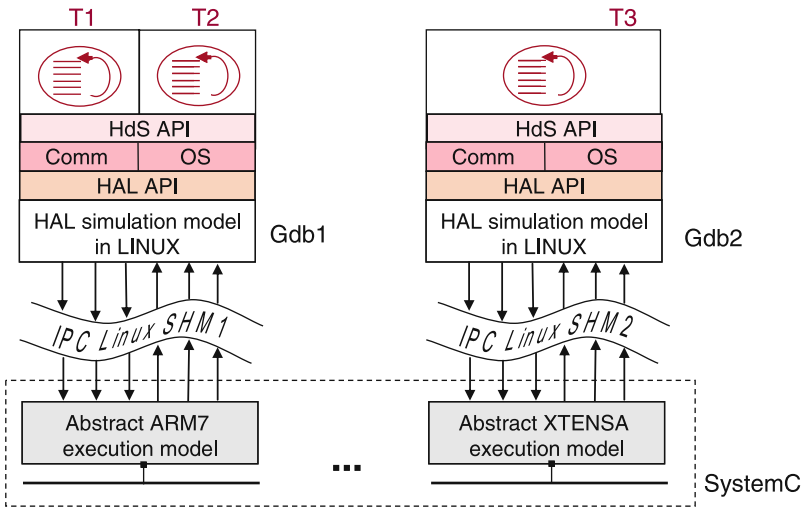 T1
T2
HdS API
Comm
OS
HAL API
HAL simulation model
in LINUX
Gdb1
IPC Linux SHM1
Abstract ARM7
execution model
T3
HdS API
Comm
OS
HAL API
HAL simulation model
in LINUX
Gdb2
IPC Linux SHM2
Abstract XTENSA
execution model
...
SystemC